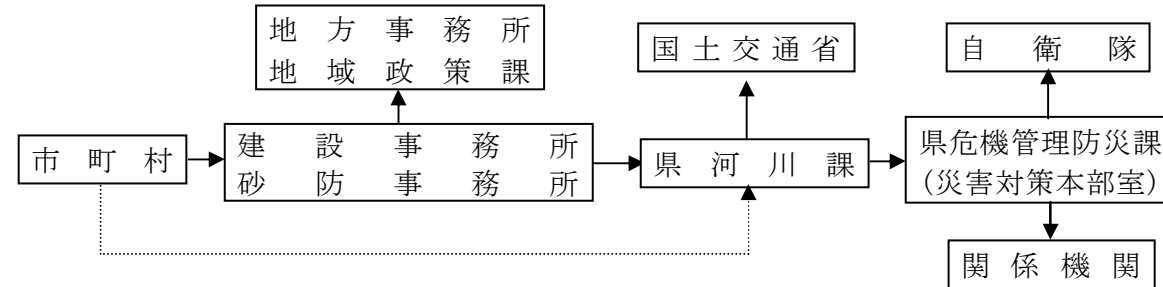 地方事務所
地域政策課
国土交通省
自衛隊
市町村
建設事務所
砂防事務所
県河川課
県危機管理防災課
(災害対策本部室)
関係機関